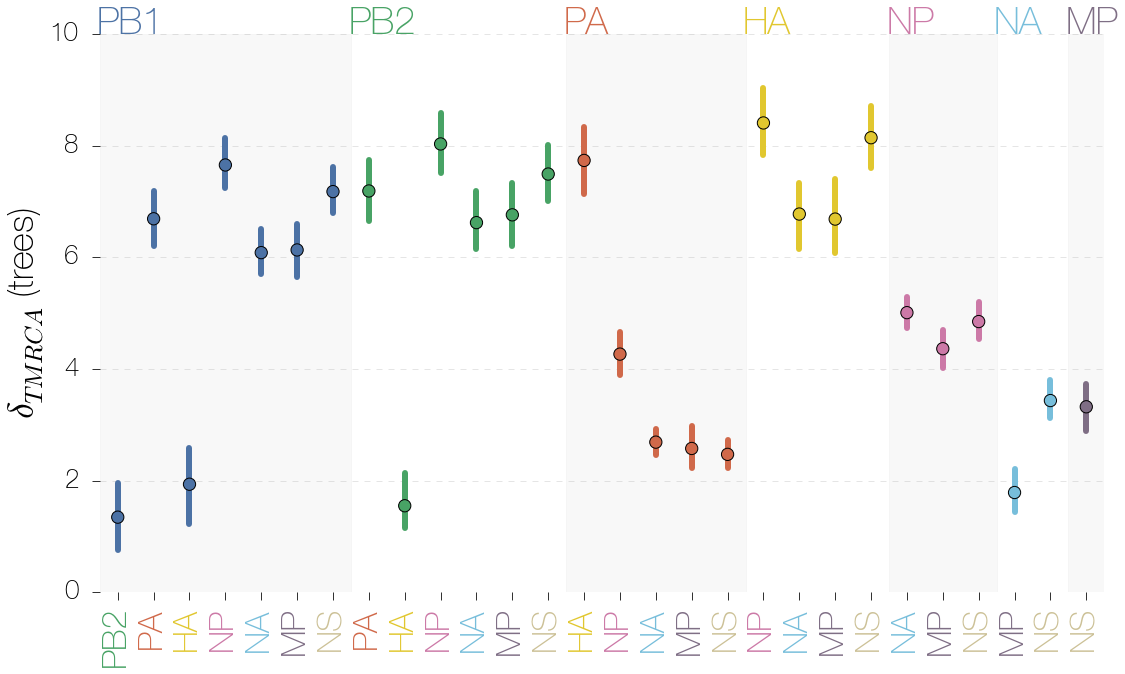 PB1 PB2 PA HA NP NA MP
10
8
6
4
2
0
δTMRCA (trees)
PB2 PA HA NP NA MP NS PA HA NP NA MP NS HA NP NA MP NS NP NA MP NS NA MP NS MP NS NS